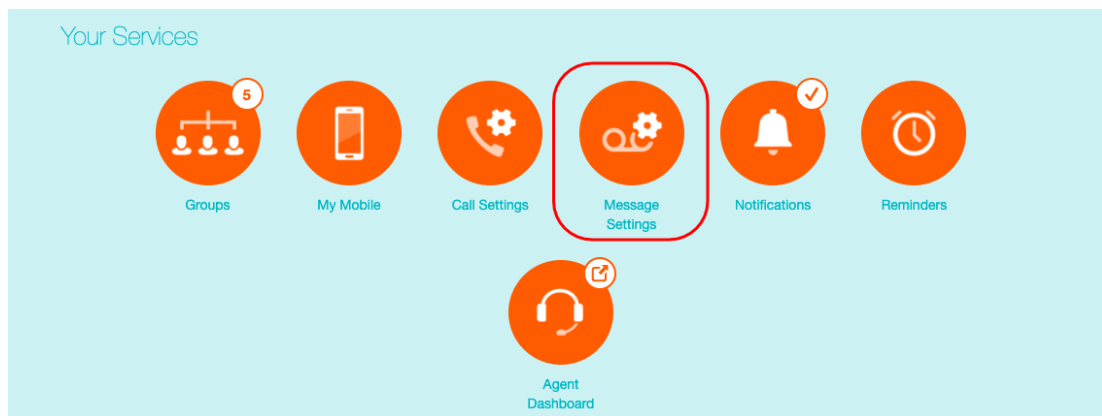 Your Services
5
Groups
My Mobile
Call Settings
Message
Settings
Notifications
Reminders
Agent
Dashboard